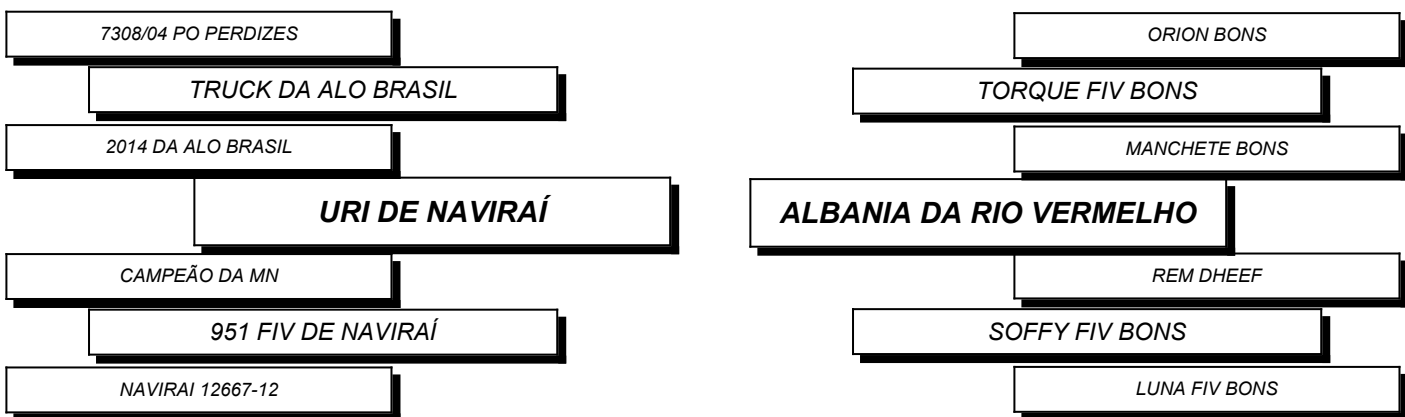 7308/04 PO PERDIZES
TRUCK DA ALO BRASIL
2014 DA ALO BRASIL
URI DE NAVIRAÍ
CAMPEÃO DA MN
951 FIV DE NAVIRAÍ
NAVIRAI 12667-12
ORION BONS
TORQUE FIV BONS
MANCHETE BONS
ALBANIA DA RIO VERMELHO
REM DHEEF
SOFFY FIV BONS
LUNA FIV BONS